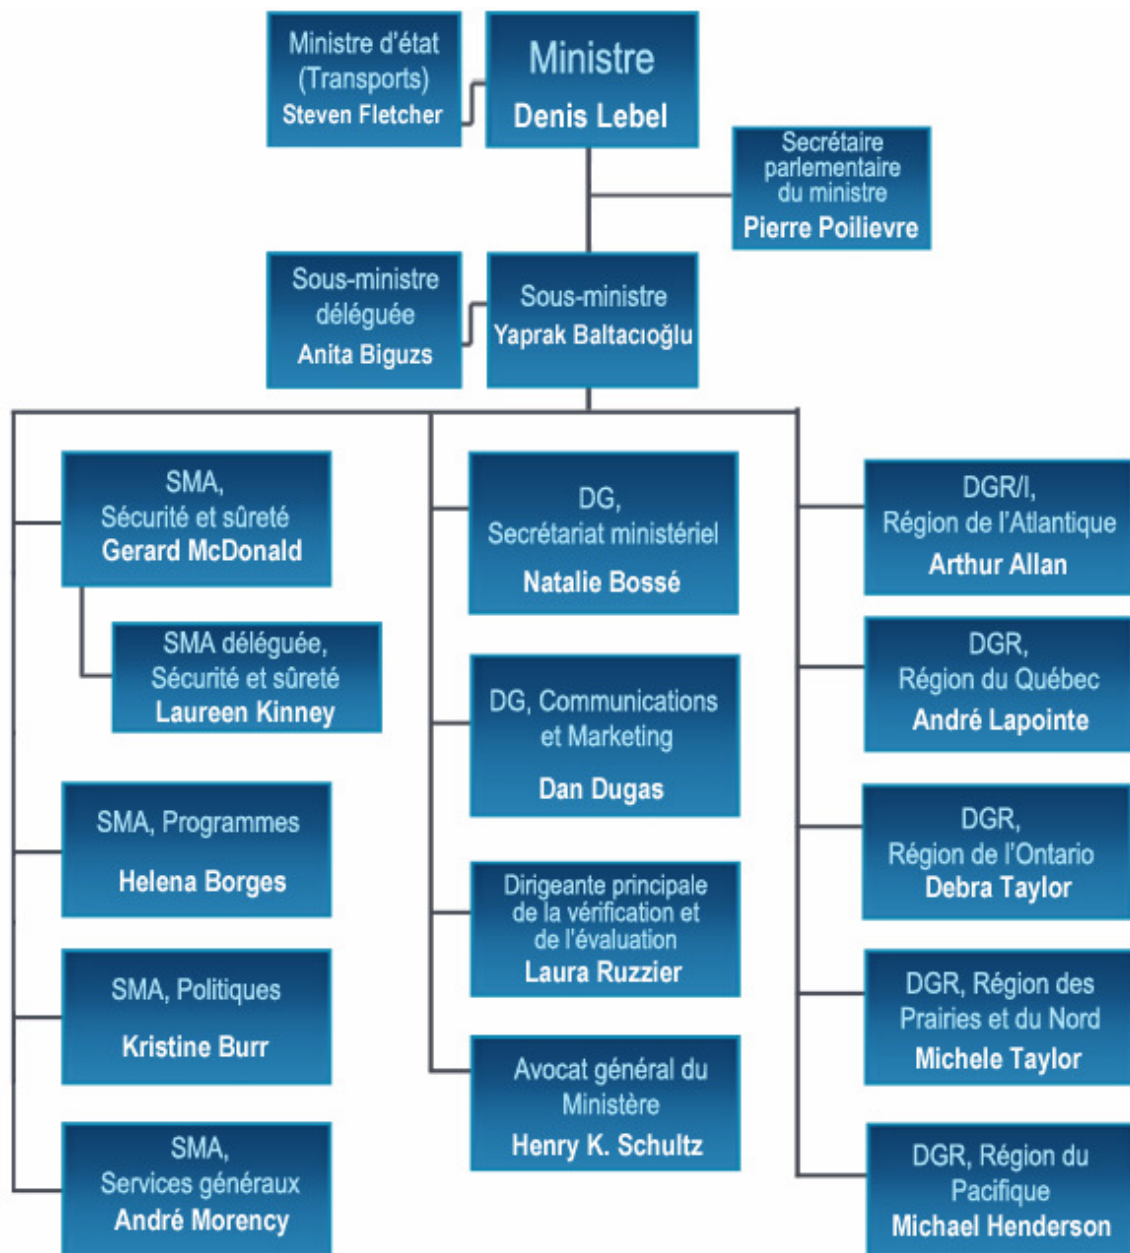 Ministre d'état
(Transports)
Steven Fletcher
Ministre
Denis Lebel
Secrétaire
parlementaire
du ministre
Pierre Poilievre
Sous-ministre
déléguée
Anita Biguzs
Sous-ministre
Yaprak Baltacıoğlu
SMA,
Sécurité et sûreté
Gerard McDonald
SMA déléguée,
Sécurité et sûreté
Laureen Kinney
SMA, Programmes
Helena Borges
SMA, Politiques
Kristine Burr
SMA,
Services généraux
André Morency
DG,
Secrétariat ministériel
Natalie Bossé
DG, Communications
et Marketing
Dan Dugas
Dirigeante principale
de la vérification et
de l'évaluation
Laura Ruzzier
Avocat général du
Ministère
Henry K. Schultz
DGR/I,
Région de l'Atlantique
Arthur Allan
DGR,
Région du Québec
André Lapointe
DGR,
Région de l'Ontario
Debra Taylor
DGR, Région des
Prairies et du Nord
Michele Taylor
DGR, Région du
Pacifique
Michael Henderson